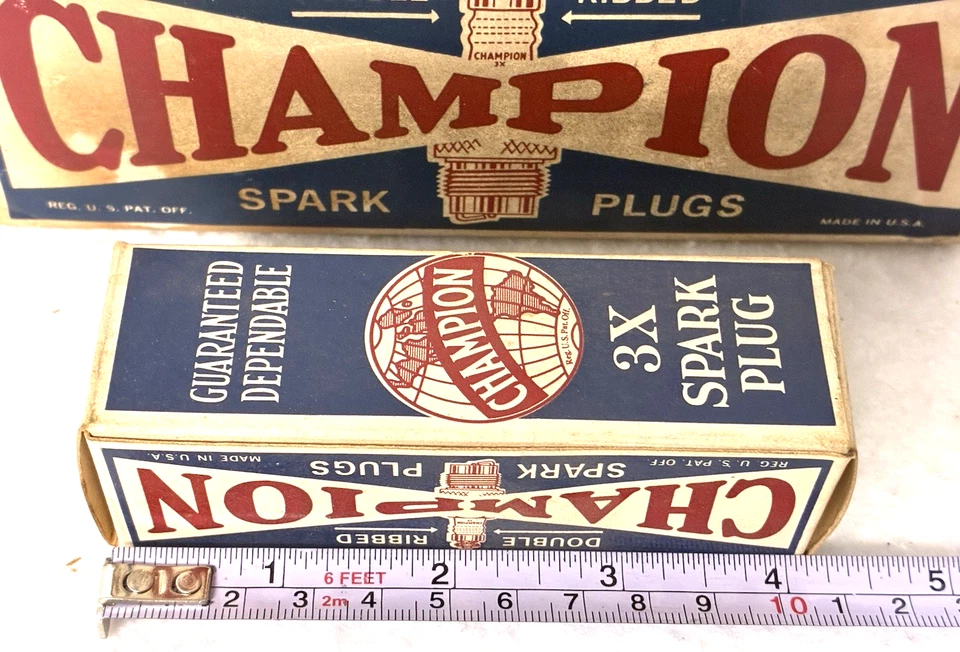 RIBBED
CHAMPION
3X
CHAMPION
SPARK PLUGS
REG. U. S. PAT. OFF.
MADE IN U.S.A.
GUARANTEED
DEPENDABLE
CHAMPION
Reg. U.S. Pat. Off.
3X
SPARK
PLUG
DOUBLE RIBBED
CHAMPION
SPARK PLUGS
REG. U. S. PAT. OFF.
MADE IN U.S.A.
1 6 FEET 2 3 4 5
2 3 2m 4 5 6 7 8 9 10 1 2